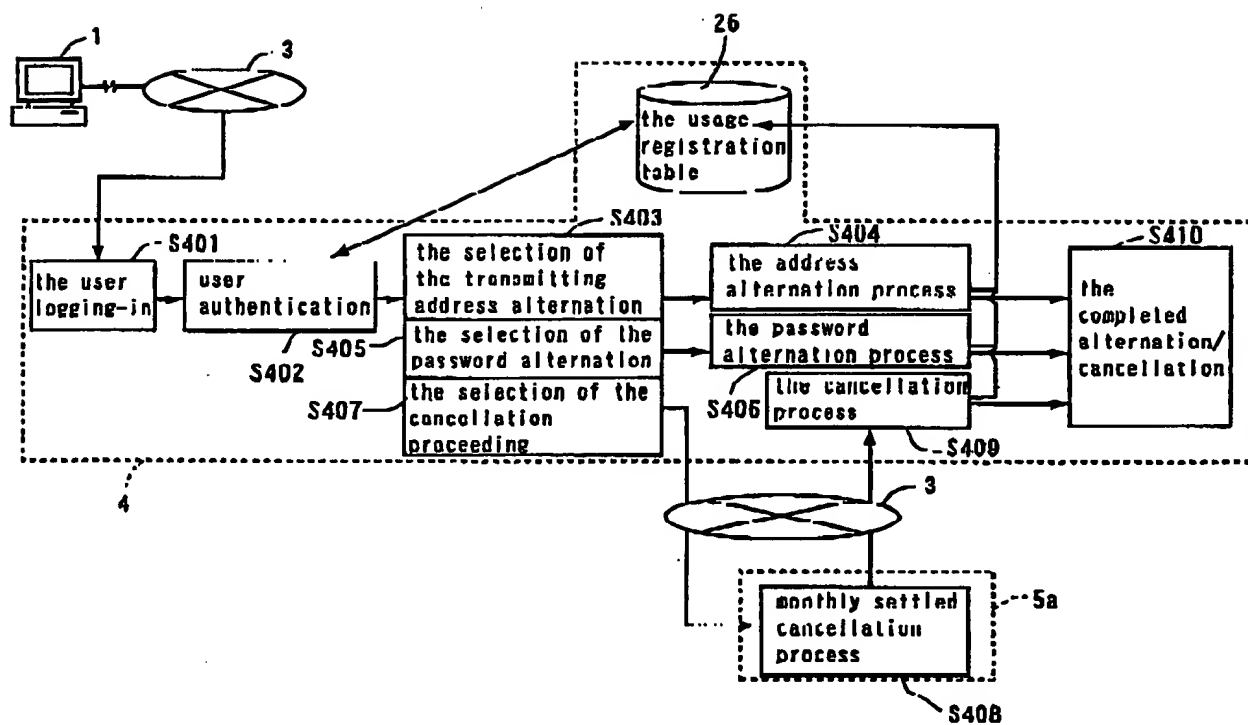 1
3
26
the usage
registration
table
S401
the user
logging-in
user
authentication
S402
S403
the selection of
the transmitting
address alternation
S405
the selection of the
password alternation
S407
the selection of the
cancellation
proceeding
S404
the address
alternation process
the password
alternation process
S406
the cancellation
process
S409
S410
the
completed
alternation/
cancellation
4
3
monthly settled
cancellation
process
5a
S408